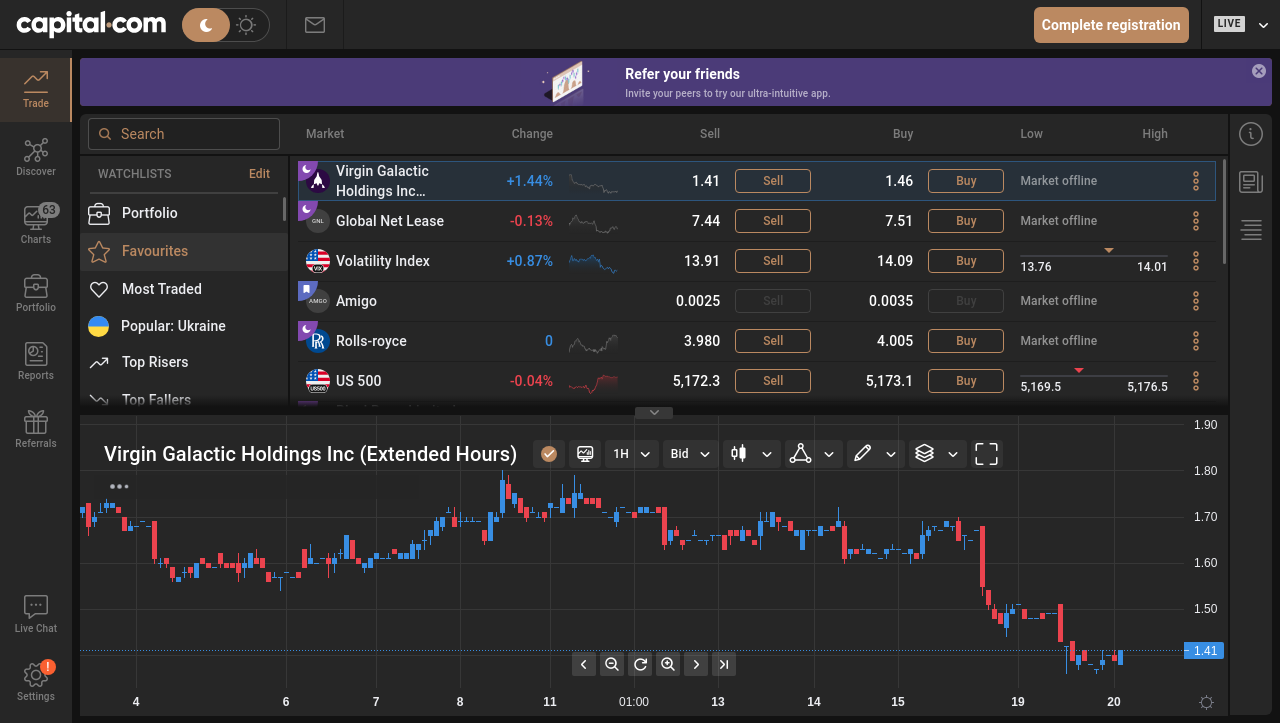 capital.com
Complete registration
LIVE
Refer your friends
Invite your peers to try our ultra-intuitive app.
Trade
Discover
63
Charts
Portfolio
Reports
Referrals
Live Chat
!
Settings
Search
WATCHLISTS Edit
Portfolio
Favourites
Most Traded
Popular: Ukraine
Top Risers
Top Fallers
Market Change Sell Buy Low High
Virgin Galactic
Holdings Inc... +1.44% 1.41 Sell 1.46 Buy Market offline
GNL Global Net Lease -0.13% 7.44 Sell 7.51 Buy Market offline
VIX Volatility Index +0.87% 13.91 Sell 14.09 Buy 13.76 14.01
AMGO Amigo 0.0025 Sell 0.0035 Buy Market offline
Rolls-royce 0 3.980 Sell 4.005 Buy Market offline
US500 US 500 -0.04% 5,172.3 Sell 5,173.1 Buy 5,169.5 5,176.5
Virgin Galactic Holdings Inc (Extended Hours) 1H Bid
1.90
1.80
1.70
1.60
1.50
1.41
4 6 7 8 11 01:00 13 14 15 19 20